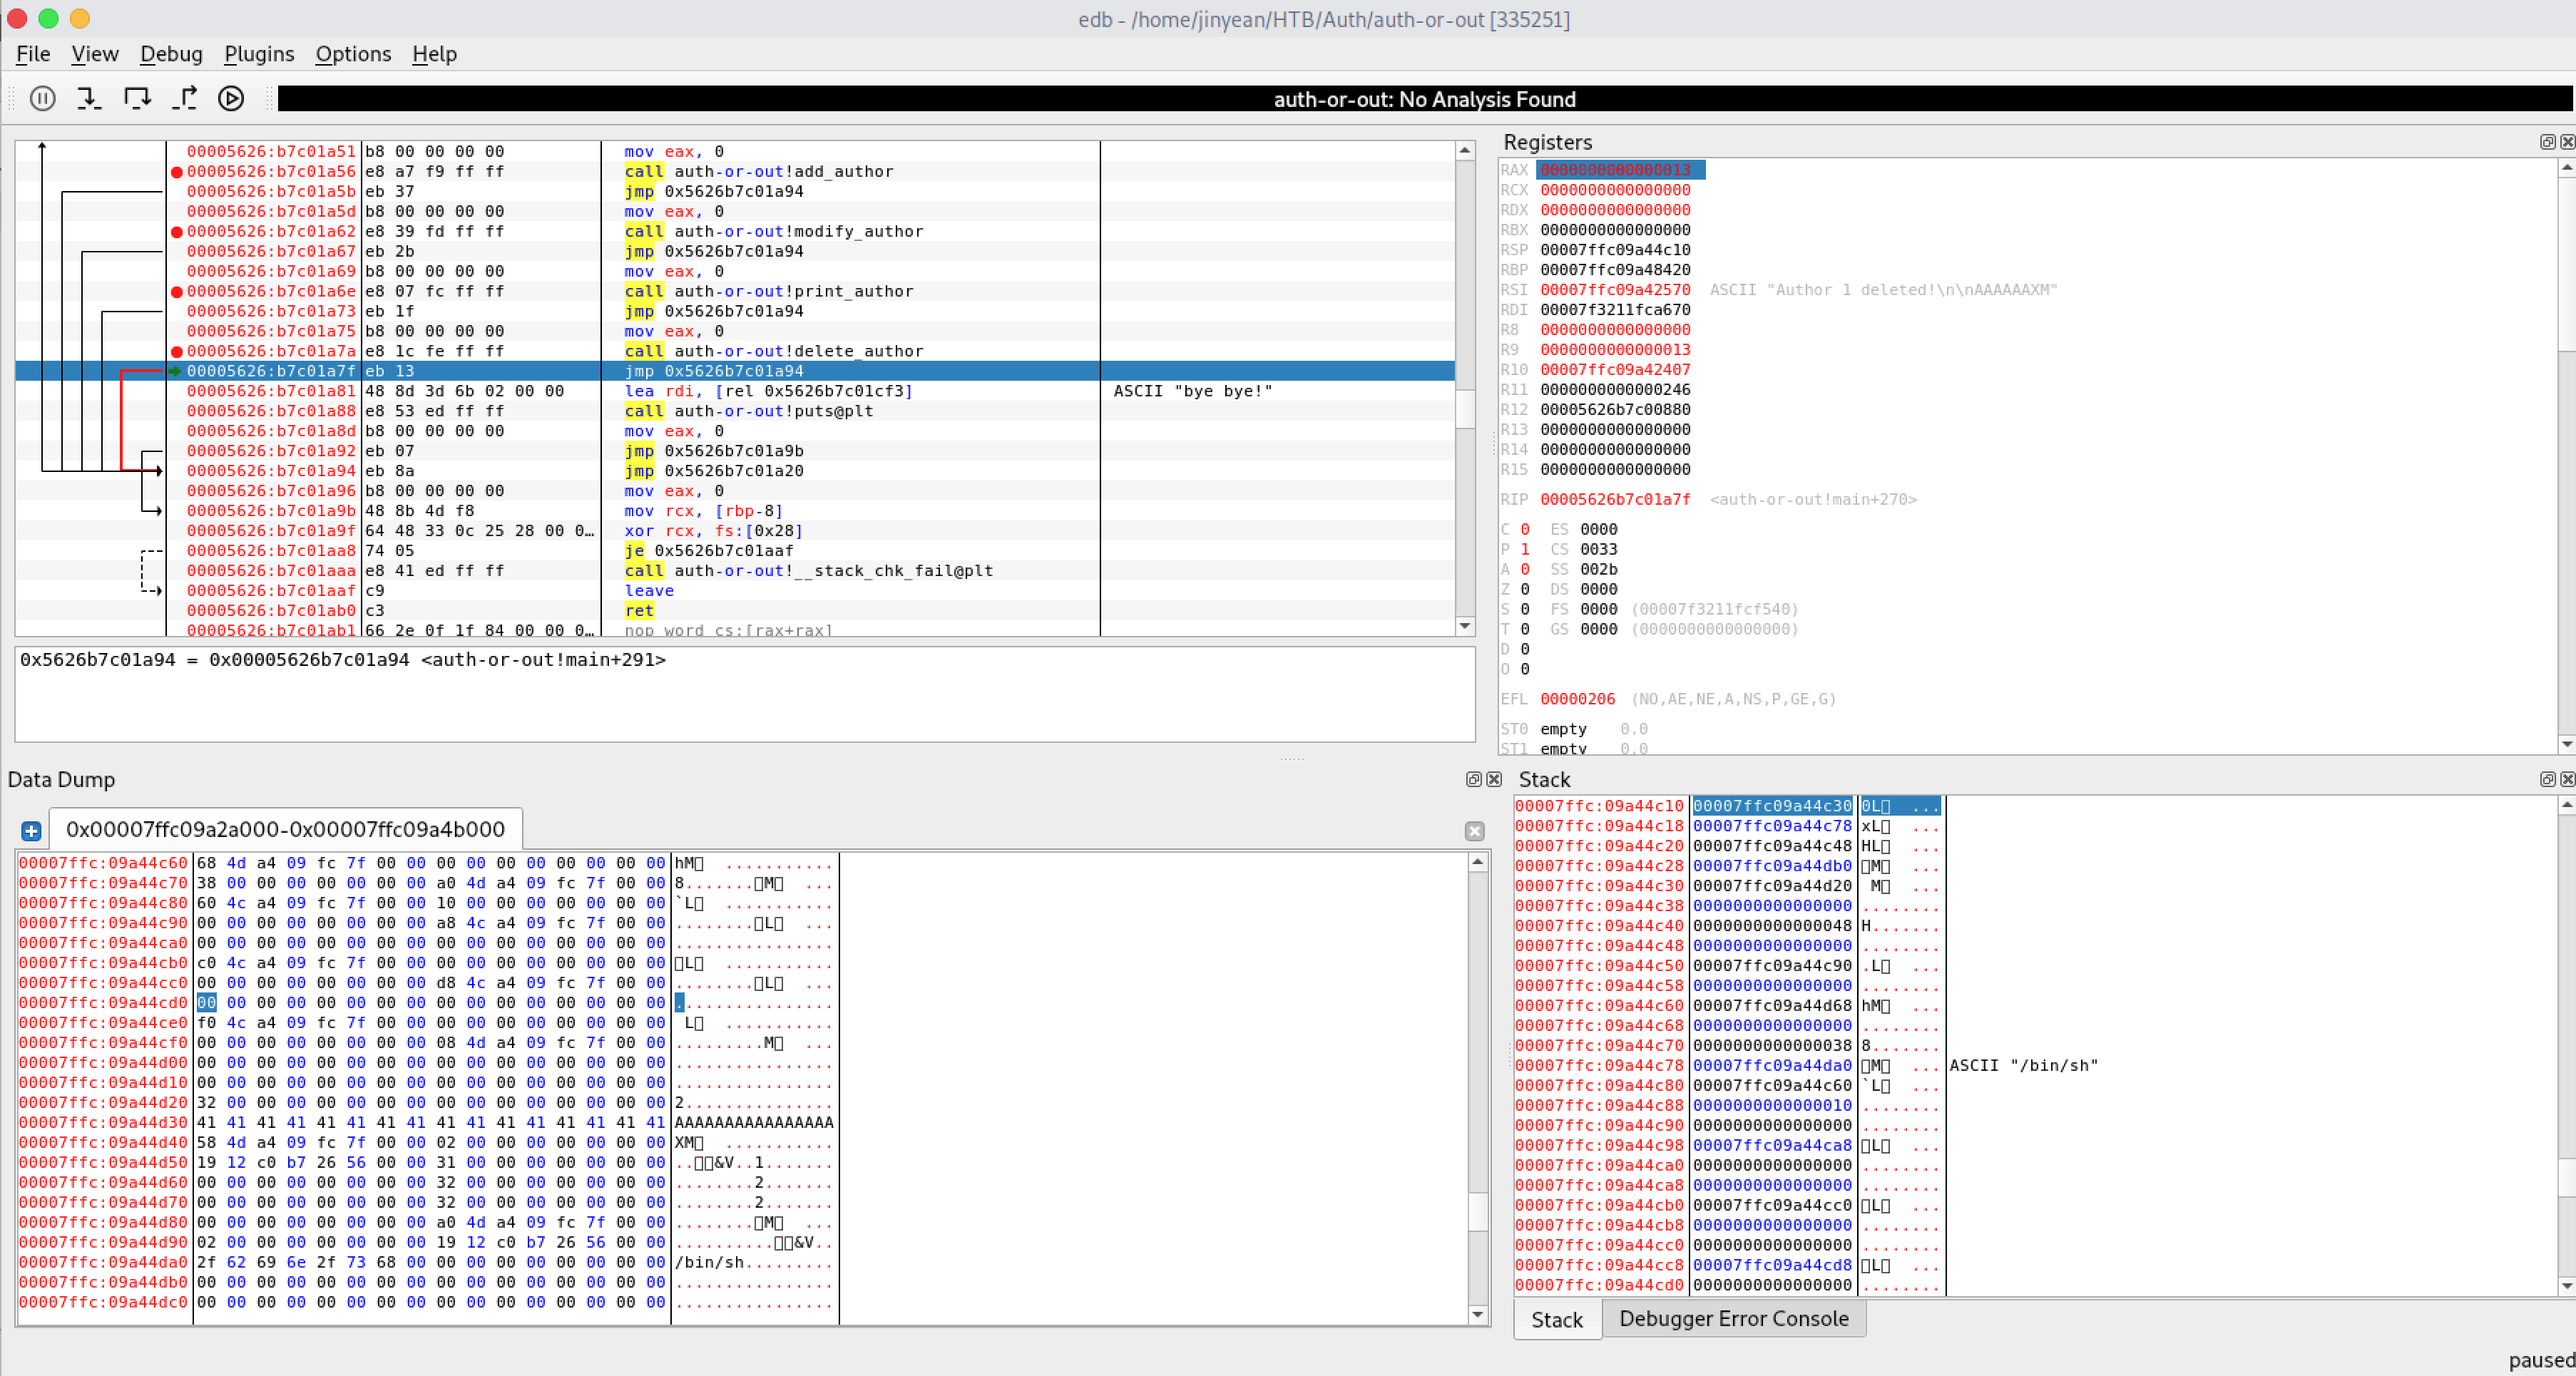 edb - /home/jinyean/HTB/Auth/auth-or-out [335251]
File View Debug Plugins Options Help
auth-or-out: No Analysis Found
00005626:b7c01a51 b8 00 00 00 00 mov eax, 0
00005626:b7c01a56 e8 a7 f9 ff ff call auth-or-out!add_author
00005626:b7c01a5b eb 37 jmp 0x5626b7c01a94
00005626:b7c01a5d b8 00 00 00 00 mov eax, 0
00005626:b7c01a62 e8 39 fd ff ff call auth-or-out!modify_author
00005626:b7c01a67 eb 2b jmp 0x5626b7c01a94
00005626:b7c01a69 b8 00 00 00 00 mov eax, 0
00005626:b7c01a6e e8 07 fc ff ff call auth-or-out!print_author
00005626:b7c01a73 eb 1f jmp 0x5626b7c01a94
00005626:b7c01a75 b8 00 00 00 00 mov eax, 0
00005626:b7c01a7a e8 1c fe ff ff call auth-or-out!delete_author
00005626:b7c01a7f eb 13 jmp 0x5626b7c01a94
00005626:b7c01a81 48 8d 3d 6b 02 00 00 lea rdi, [rel 0x5626b7c01cf3] ASCII "bye bye!"
00005626:b7c01a88 e8 53 ed ff ff call auth-or-out!puts@plt
00005626:b7c01a8d b8 00 00 00 00 mov eax, 0
00005626:b7c01a92 eb 07 jmp 0x5626b7c01a9b
00005626:b7c01a94 eb 8a jmp 0x5626b7c01a20
00005626:b7c01a96 b8 00 00 00 00 mov eax, 0
00005626:b7c01a9b 48 8b 4d f8 mov rcx, [rbp-8]
00005626:b7c01a9f 64 48 33 0c 25 28 00 0… xor rcx, fs:[0x28]
00005626:b7c01aa8 74 05 je 0x5626b7c01aaf
00005626:b7c01aaa e8 41 ed ff ff call auth-or-out!__stack_chk_fail@plt
00005626:b7c01aaf c9 leave
00005626:b7c01ab0 c3 ret
00005626:b7c01ab1 66 2e 0f 1f 84 00 00 0… nop word cs:[rax+rax]
0x5626b7c01a94 = 0x00005626b7c01a94 <auth-or-out!main+291>
Registers
RAX 0000000000000013
RCX 0000000000000000
RDX 0000000000000000
RBX 0000000000000000
RSP 00007ffc09a44c10
RBP 00007ffc09a48420
RSI 00007ffc09a42570 ASCII "Author 1 deleted!\n\nAAAAAAXM"
RDI 00007f3211fca670
R8 0000000000000000
R9 0000000000000013
R10 00007ffc09a42407
R11 0000000000000246
R12 00005626b7c00880
R13 0000000000000000
R14 0000000000000000
R15 0000000000000000
RIP 00005626b7c01a7f <auth-or-out!main+270>
C 0 ES 0000
P 1 CS 0033
A 0 SS 002b
Z 0 DS 0000
S 0 FS 0000 (00007f3211fcf540)
T 0 GS 0000 (0000000000000000)
D 0
O 0
EFL 00000206 (NO,AE,NE,A,NS,P,GE,G)
ST0 empty 0.0
ST1 empty 0.0
Data Dump
0x00007ffc09a2a000-0x00007ffc09a4b000
00007ffc:09a44c60 68 4d a4 09 fc 7f 00 00 00 00 00 00 00 00 00 00 hM ..........
00007ffc:09a44c70 38 00 00 00 00 00 00 00 a0 4d a4 09 fc 7f 00 00 8.......M ...
00007ffc:09a44c80 60 4c a4 09 fc 7f 00 00 10 00 00 00 00 00 00 00 `L ..........
00007ffc:09a44c90 00 00 00 00 00 00 00 00 a8 4c a4 09 fc 7f 00 00 ........L ...
00007ffc:09a44ca0 00 00 00 00 00 00 00 00 00 00 00 00 00 00 00 00 ................
00007ffc:09a44cb0 c0 4c a4 09 fc 7f 00 00 00 00 00 00 00 00 00 00 L ...........
00007ffc:09a44cc0 00 00 00 00 00 00 00 00 d8 4c a4 09 fc 7f 00 00 ........L ...
00007ffc:09a44cd0 00 00 00 00 00 00 00 00 00 00 00 00 00 00 00 00 ................
00007ffc:09a44ce0 f0 4c a4 09 fc 7f 00 00 00 00 00 00 00 00 00 00 L ...........
00007ffc:09a44cf0 00 00 00 00 00 00 00 00 08 4d a4 09 fc 7f 00 00 .........M ...
00007ffc:09a44d00 00 00 00 00 00 00 00 00 00 00 00 00 00 00 00 00 ................
00007ffc:09a44d10 00 00 00 00 00 00 00 00 00 00 00 00 00 00 00 00 ................
00007ffc:09a44d20 32 00 00 00 00 00 00 00 00 00 00 00 00 00 00 00 2...............
00007ffc:09a44d30 41 41 41 41 41 41 41 41 41 41 41 41 41 41 41 41 AAAAAAAAAAAAAAAA
00007ffc:09a44d40 58 4d a4 09 fc 7f 00 00 02 00 00 00 00 00 00 00 XM ...........
00007ffc:09a44d50 19 12 c0 b7 26 56 00 00 31 00 00 00 00 00 00 00 ..&V..1.......
00007ffc:09a44d60 00 00 00 00 00 00 00 00 32 00 00 00 00 00 00 00 ........2.......
00007ffc:09a44d70 00 00 00 00 00 00 00 00 32 00 00 00 00 00 00 00 ........2.......
00007ffc:09a44d80 00 00 00 00 00 00 00 00 a0 4d a4 09 fc 7f 00 00 ........M ...
00007ffc:09a44d90 02 00 00 00 00 00 00 00 19 12 c0 b7 26 56 00 00 ..........&V..
00007ffc:09a44da0 2f 62 69 6e 2f 73 68 00 00 00 00 00 00 00 00 00 /bin/sh.........
00007ffc:09a44db0 00 00 00 00 00 00 00 00 00 00 00 00 00 00 00 00 ................
00007ffc:09a44dc0 00 00 00 00 00 00 00 00 00 00 00 00 00 00 00 00 ................
Stack
00007ffc:09a44c10 00007ffc09a44c30 0L ...
00007ffc:09a44c18 00007ffc09a44c78 xL ...
00007ffc:09a44c20 00007ffc09a44c48 HL ...
00007ffc:09a44c28 00007ffc09a44db0 M ...
00007ffc:09a44c30 00007ffc09a44d20 M ...
00007ffc:09a44c38 0000000000000000 ........
00007ffc:09a44c40 0000000000000048 H.......
00007ffc:09a44c48 0000000000000000 ........
00007ffc:09a44c50 00007ffc09a44c90 .L ...
00007ffc:09a44c58 0000000000000000 ........
00007ffc:09a44c60 00007ffc09a44d68 hM ...
00007ffc:09a44c68 0000000000000000 ........
00007ffc:09a44c70 0000000000000038 8.......
00007ffc:09a44c78 00007ffc09a44da0 M ... ASCII "/bin/sh"
00007ffc:09a44c80 00007ffc09a44c60 `L ...
00007ffc:09a44c88 0000000000000010 ........
00007ffc:09a44c90 0000000000000000 ........
00007ffc:09a44c98 00007ffc09a44ca8 L ...
00007ffc:09a44ca0 0000000000000000 ........
00007ffc:09a44ca8 0000000000000000 ........
00007ffc:09a44cb0 00007ffc09a44cc0 L ...
00007ffc:09a44cb8 0000000000000000 ........
00007ffc:09a44cc0 0000000000000000 ........
00007ffc:09a44cc8 00007ffc09a44cd8 L ...
00007ffc:09a44cd0 0000000000000000 ........
Stack Debugger Error Console
paused